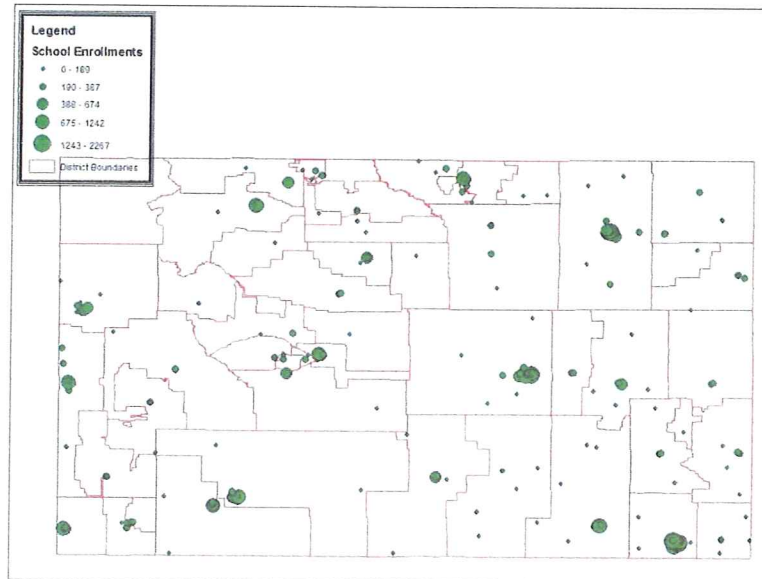 Legend
School Enrollments
0 - 189
190 - 387
388 - 674
675 - 1242
1243 - 2267
District Boundaries